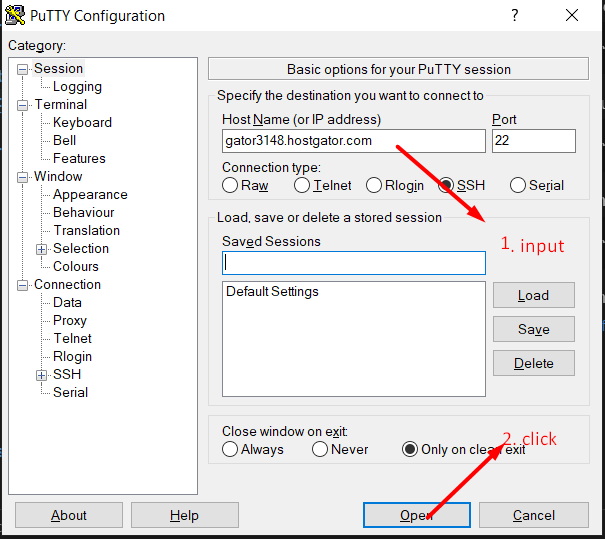 PuTTY Configuration
?
Category:
Session
Logging
Terminal
Keyboard
Bell
Features
Window
Appearance
Behaviour
Translation
Selection
Colours
Connection
Data
Proxy
Telnet
Rlogin
SSH
Serial
Basic options for your PuTTY session
Specify the destination you want to connect to
Host Name (or IP address) Port
gator3148.hostgator.com 22
Connection type:
Raw Telnet Rlogin SSH Serial
Load, save or delete a stored session
1. input
Saved Sessions
Default Settings
Load
Save
Delete
Close window on exit:
2. click
Always Never Only on clean exit
About Help Open Cancel